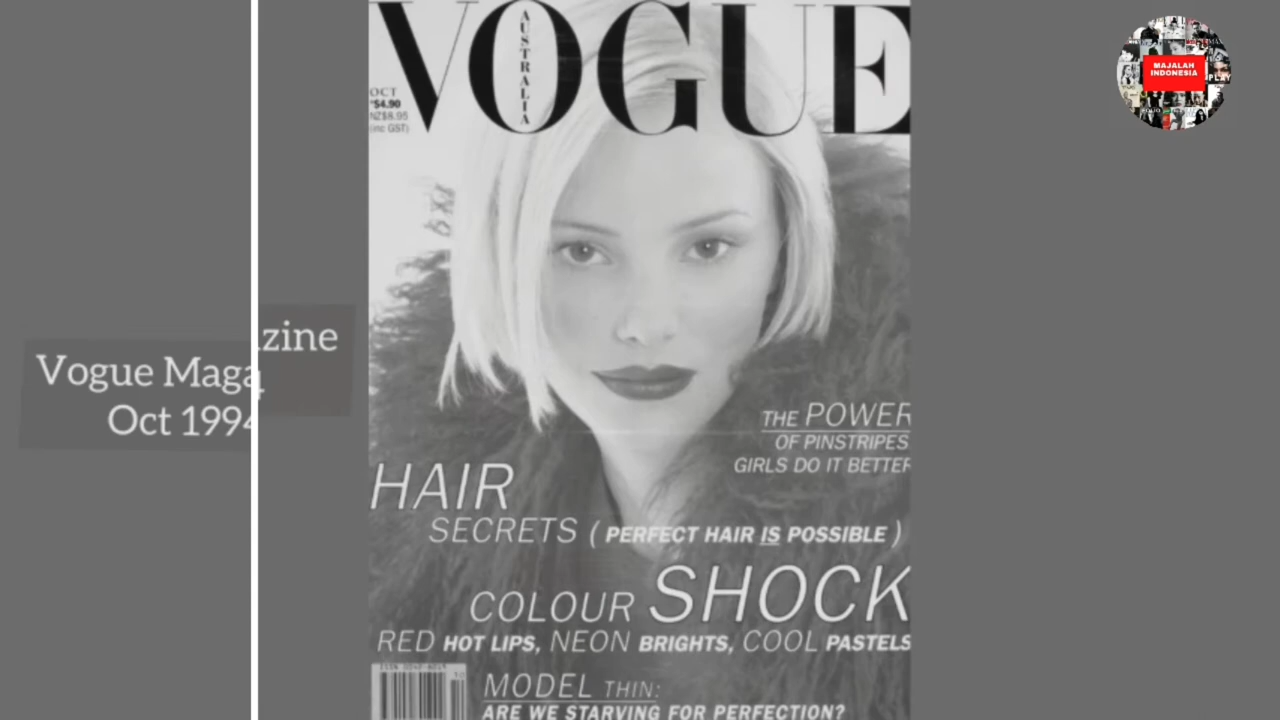 VOGUE
AUSTRALIA
OCT
*$4.90
NZ$8.95
(inc GST)
MAJALAH
INDONESIA
PLAY
zine
Vogue Maga
Oct 1994
THE POWER
OF PINSTRIPES
GIRLS DO IT BETTER
HAIR
SECRETS ( PERFECT HAIR IS POSSIBLE )
COLOUR SHOCK
RED HOT LIPS, NEON BRIGHTS, COOL PASTELS
MODEL THIN:
ARE WE STARVING FOR PERFECTION?